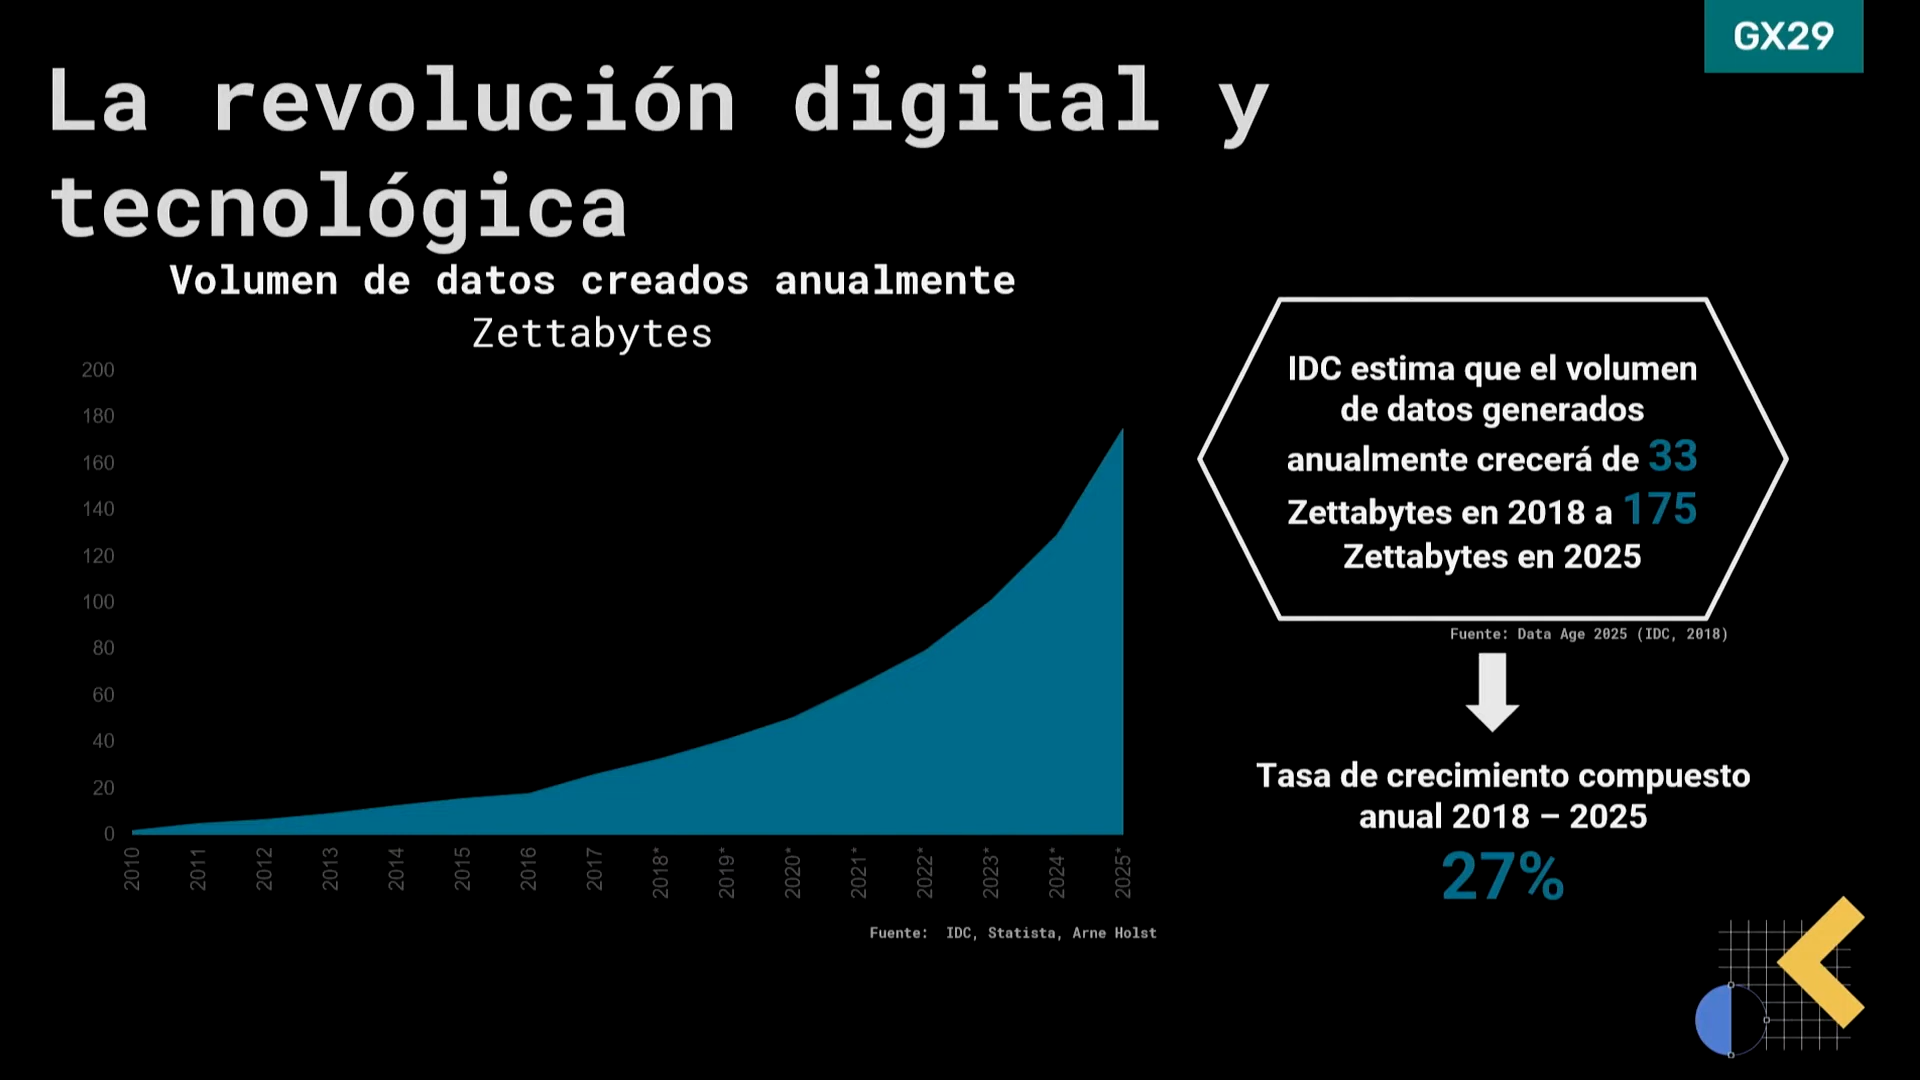 GX29
La revolución digital y
tecnológica
Volumen de datos creados anualmente
Zettabytes
200
180
160
140
120
100
80
60
40
20
0
2010
2011
2012
2013
2014
2015
2016
2017
2018*
2019*
2020*
2021*
2022*
2023*
2024*
2025*
Fuente: IDC, Statista, Arne Holst
IDC estima que el volumen
de datos generados
anualmente crecerá de 33
Zettabytes en 2018 a 175
Zettabytes en 2025
Fuente: Data Age 2025 (IDC, 2018)
Tasa de crecimiento compuesto
anual 2018 – 2025
27%